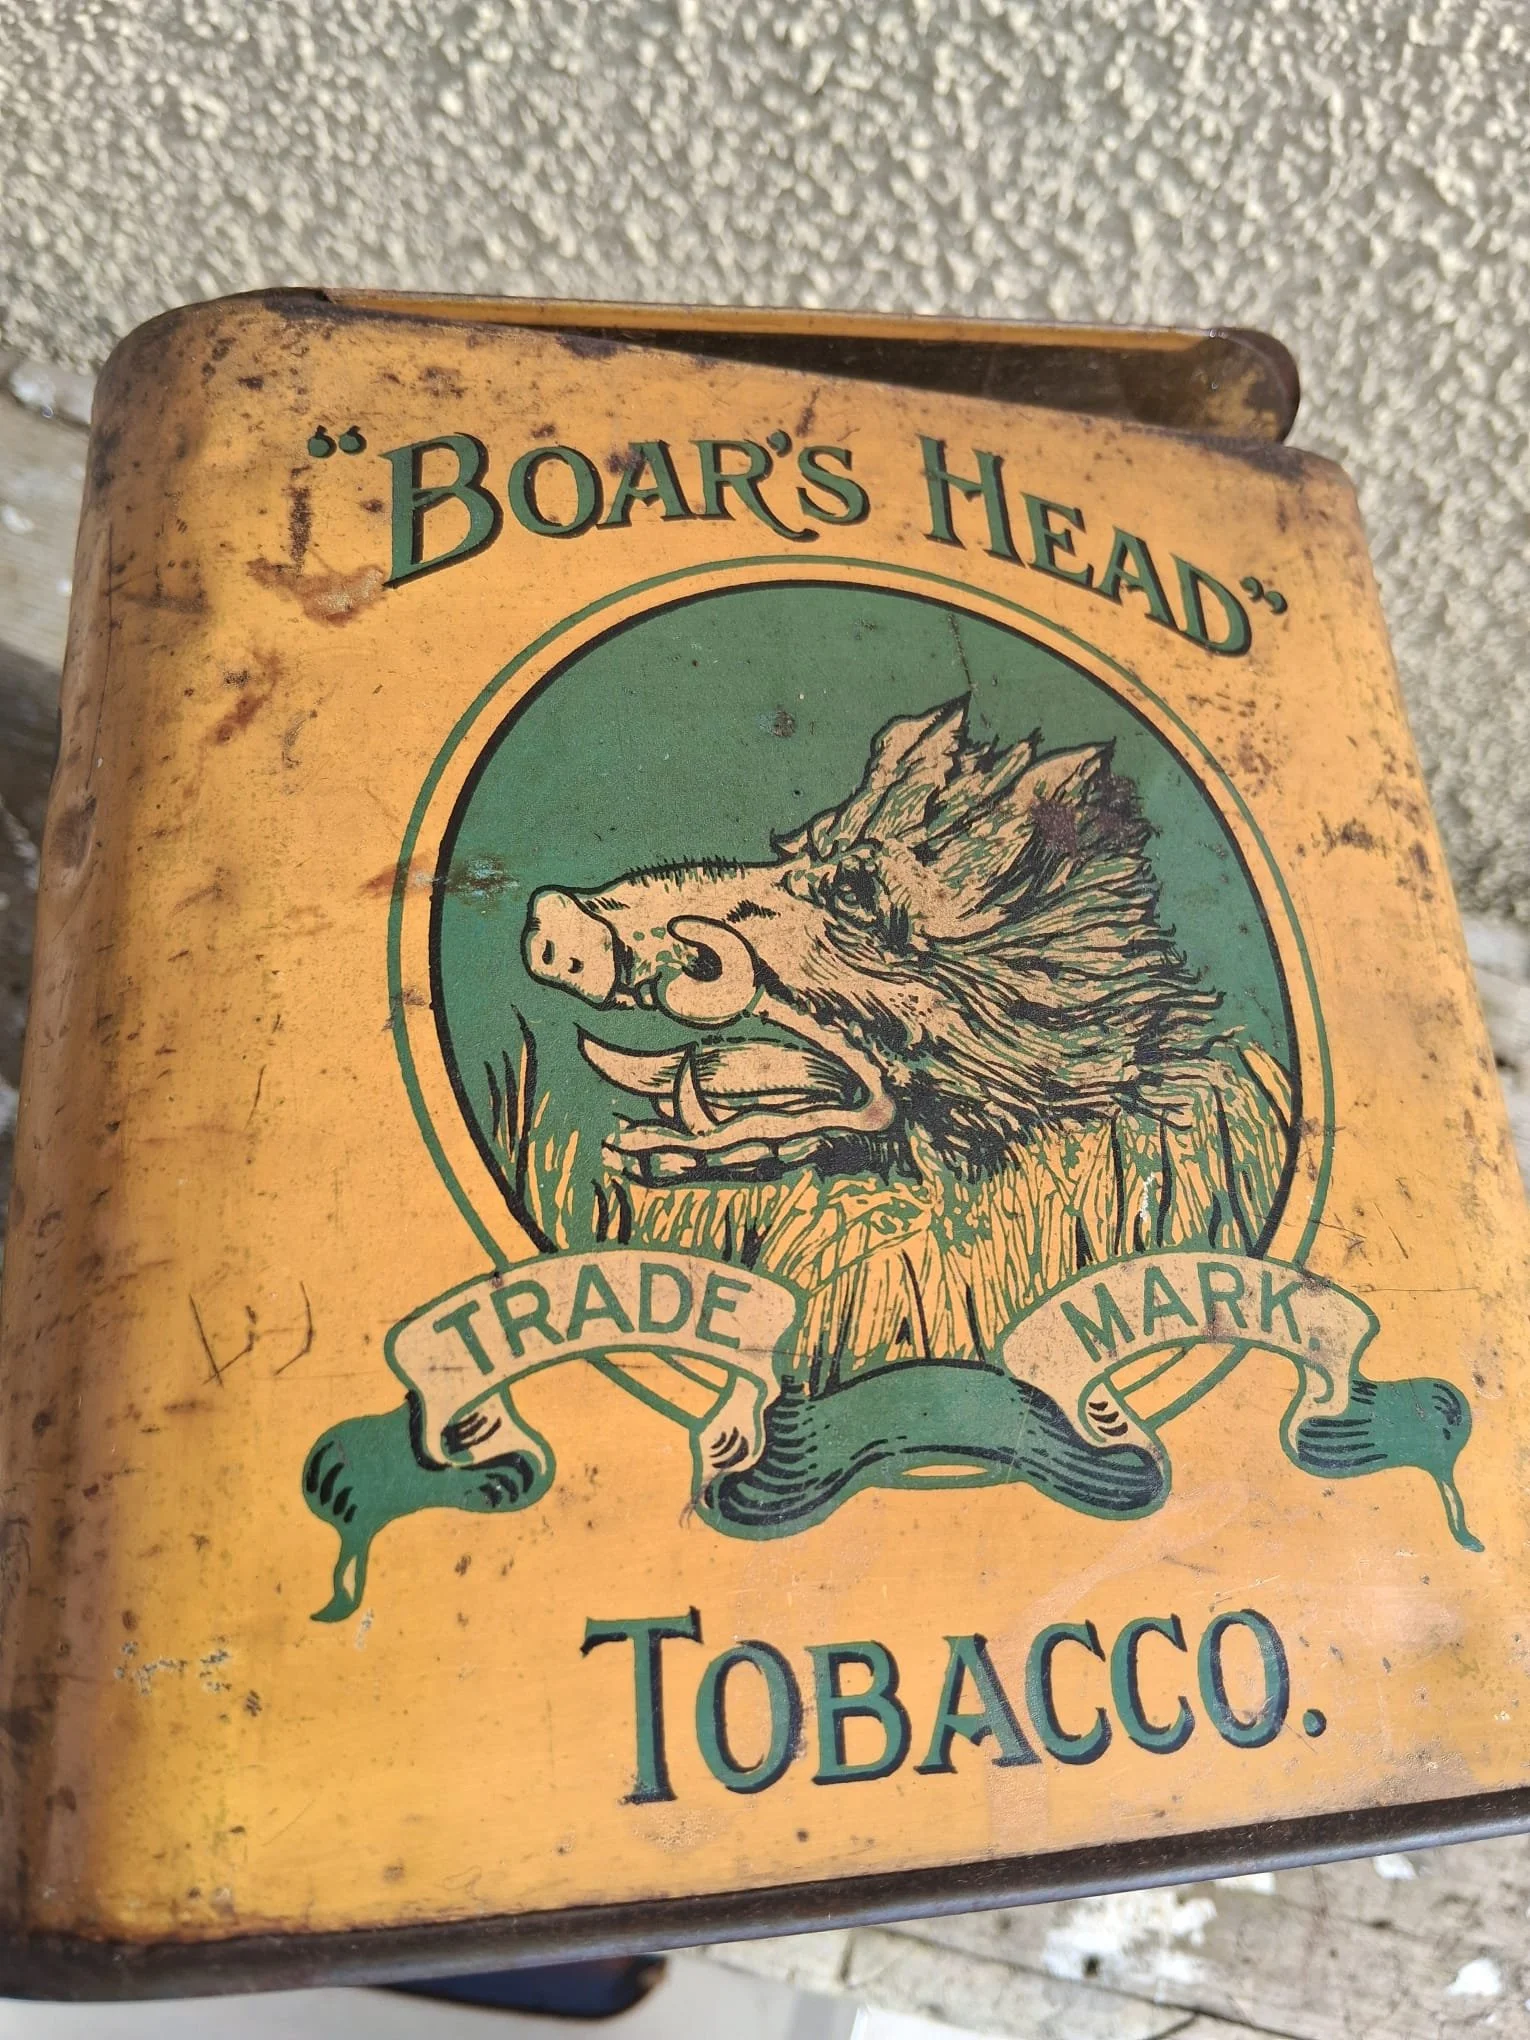 “BOAR'S HEAD”
TRADE MARK.
TOBACCO.